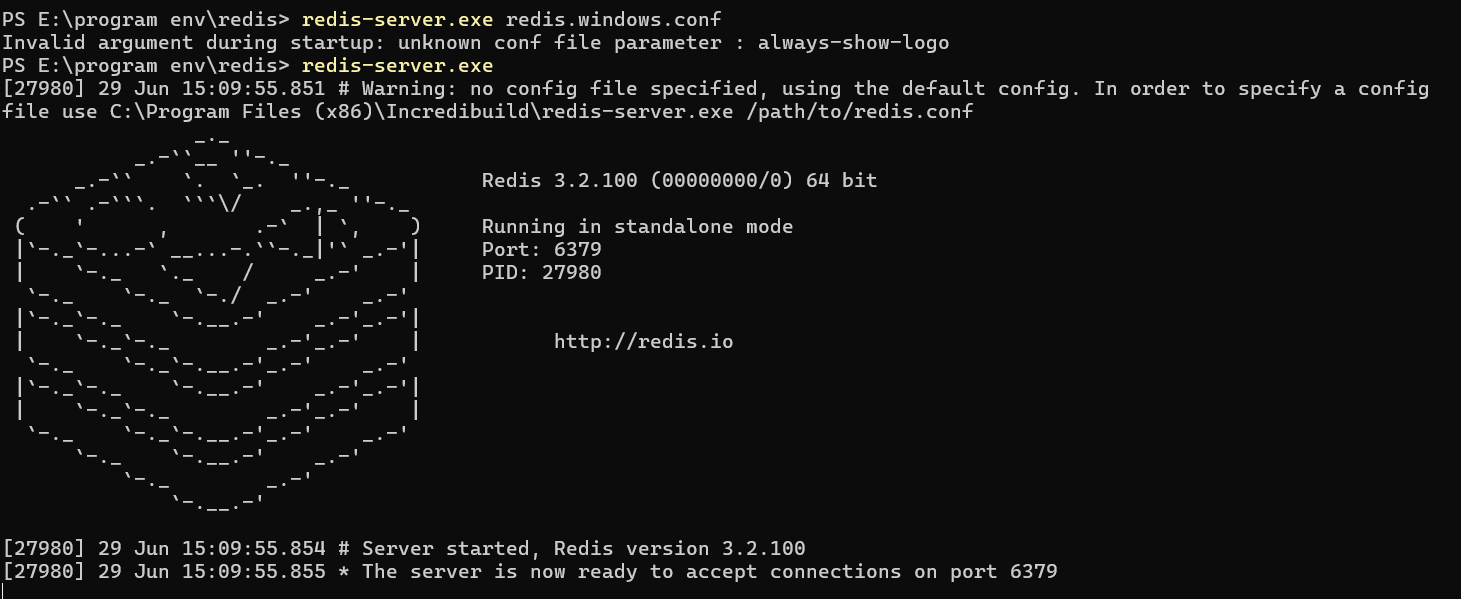 PS E:\program env\redis> redis-server.exe redis.windows.conf
Invalid argument during startup: unknown conf file parameter : always-show-logo
PS E:\program env\redis> redis-server.exe
[27980] 29 Jun 15:09:55.851 # Warning: no config file specified, using the default config. In order to specify a config
file use C:\Program Files (x86)\Incredibuild\redis-server.exe /path/to/redis.conf
Redis 3.2.100 (00000000/0) 64 bit
Running in standalone mode
Port: 6379
PID: 27980
http://redis.io
[27980] 29 Jun 15:09:55.854 # Server started, Redis version 3.2.100
[27980] 29 Jun 15:09:55.855 * The server is now ready to accept connections on port 6379